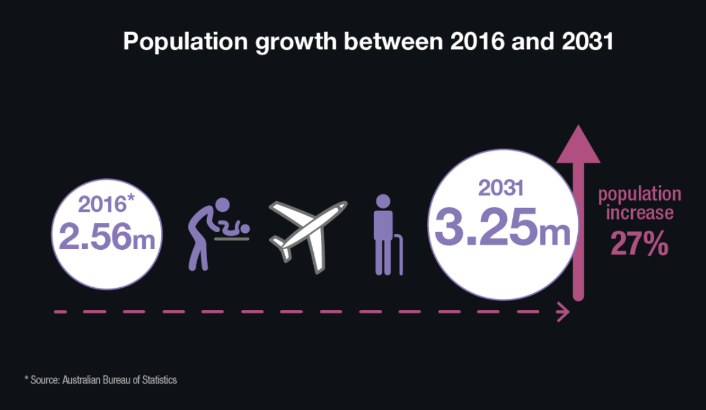 Population growth between 2016 and 2031
2016*
2.56m
2031
3.25m
population
increase
27%
* Source: Australian Bureau of Statistics